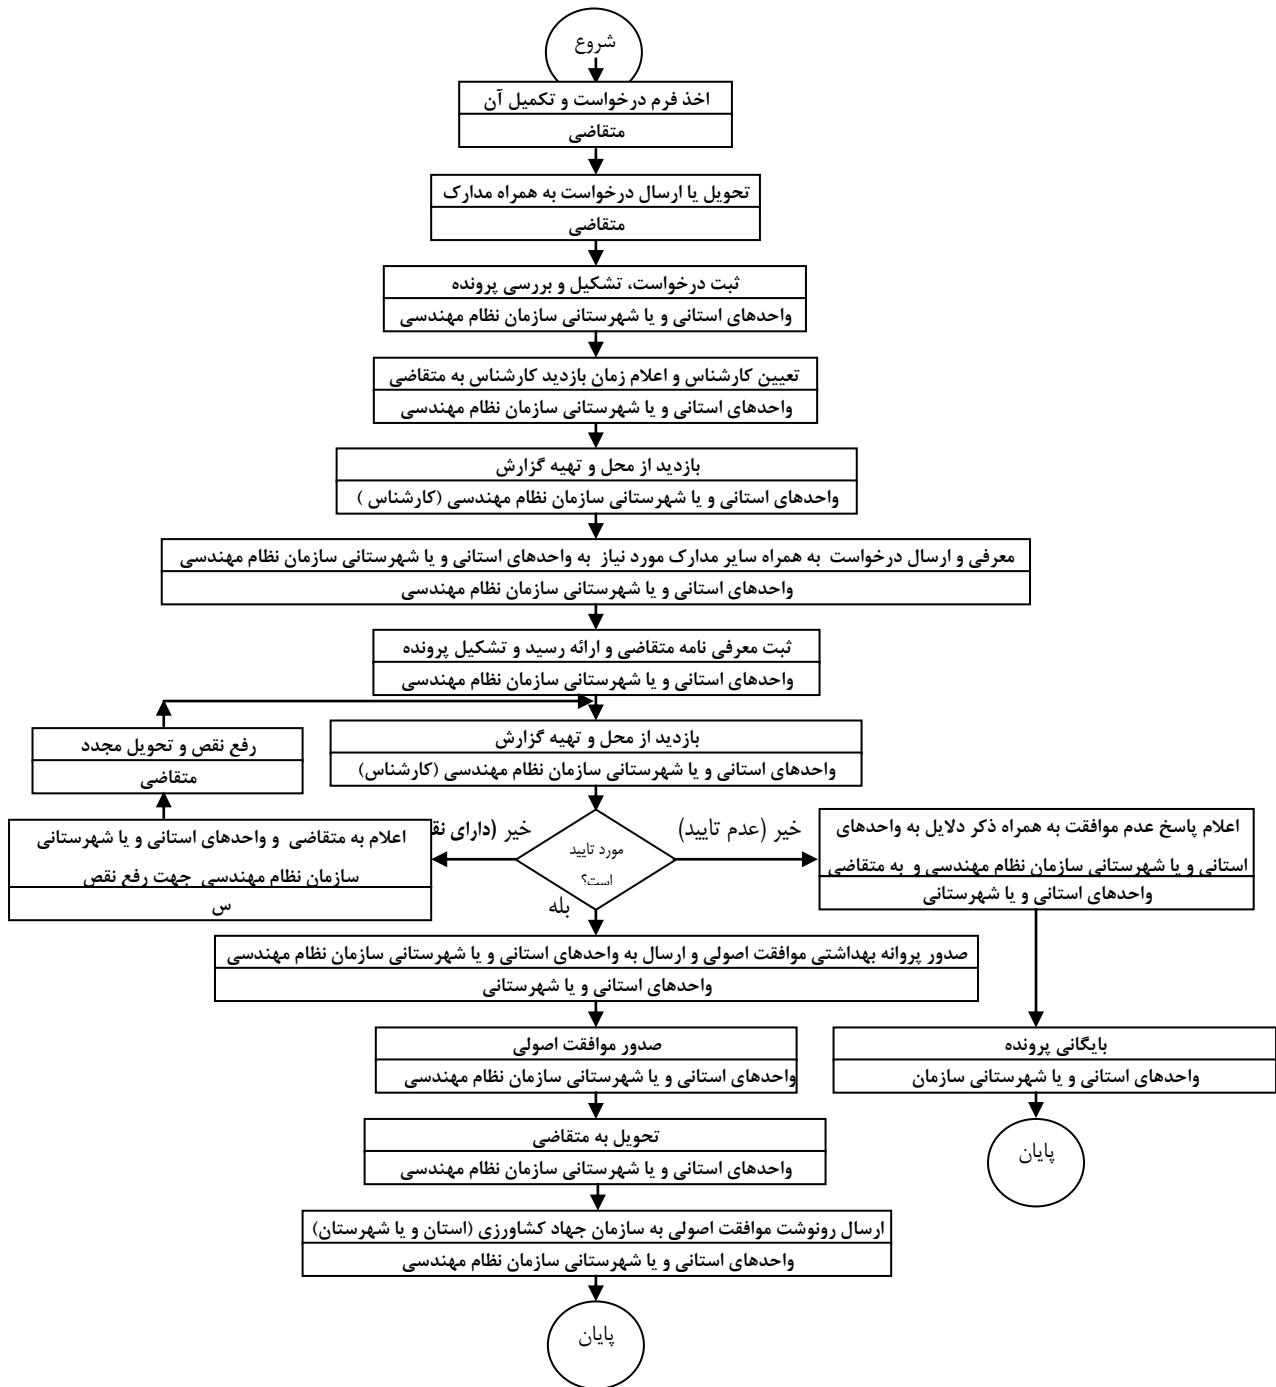 شروع
اخذ فرم درخواست و تکمیل آن
متقاضی
تحویل یا ارسال درخواست به همراه مدارک
متقاضی
ثبت درخواست، تشکیل و بررسی پرونده
واحدهای استانی و یا شهرستانی سازمان نظام مهندسی
تعیین کارشناس و اعلام زمان بازدید کارشناس به متقاضی
واحدهای استانی و یا شهرستانی سازمان نظام مهندسی
بازدید از محل و تهیه گزارش
واحدهای استانی و یا شهرستانی سازمان نظام مهندسی (کارشناس )
معرفی و ارسال درخواست به همراه سایر مدارک مورد نیاز به واحدهای استانی و یا شهرستانی سازمان نظام مهندسی
واحدهای استانی و یا شهرستانی سازمان نظام مهندسی
ثبت معرفی نامه متقاضی و ارائه رسید و تشکیل پرونده
واحدهای استانی و یا شهرستانی سازمان نظام مهندسی
بازدید از محل و تهیه گزارش
واحدهای استانی و یا شهرستانی سازمان نظام مهندسی (کارشناس)
رفع نقص و تحویل مجدد
متقاضی
مورد تایید
است؟
خیر (عدم تایید)
خیر (دارای نق
بله
اعلام پاسخ عدم موافقت به همراه ذکر دلایل به واحدهای
استانی و یا شهرستانی سازمان نظام مهندسی و به متقاضی
واحدهای استانی و یا شهرستانی
اعلام به متقاضی و واحدهای استانی و یا شهرستانی
سازمان نظام مهندسی جهت رفع نقص
س
صدور پروانه بهداشتی موافقت اصولی و ارسال به واحدهای استانی و یا شهرستانی سازمان نظام مهندسی
واحدهای استانی و یا شهرستانی
صدور موافقت اصولی
واحدهای استانی و یا شهرستانی سازمان نظام مهندسی
بایگانی پرونده
واحدهای استانی و یا شهرستانی سازمان
پایان
تحویل به متقاضی
واحدهای استانی و یا شهرستانی سازمان نظام مهندسی
ارسال رونوشت موافقت اصولی به سازمان جهاد کشاورزی (استان و یا شهرستان)
واحدهای استانی و یا شهرستانی سازمان نظام مهندسی
پایان